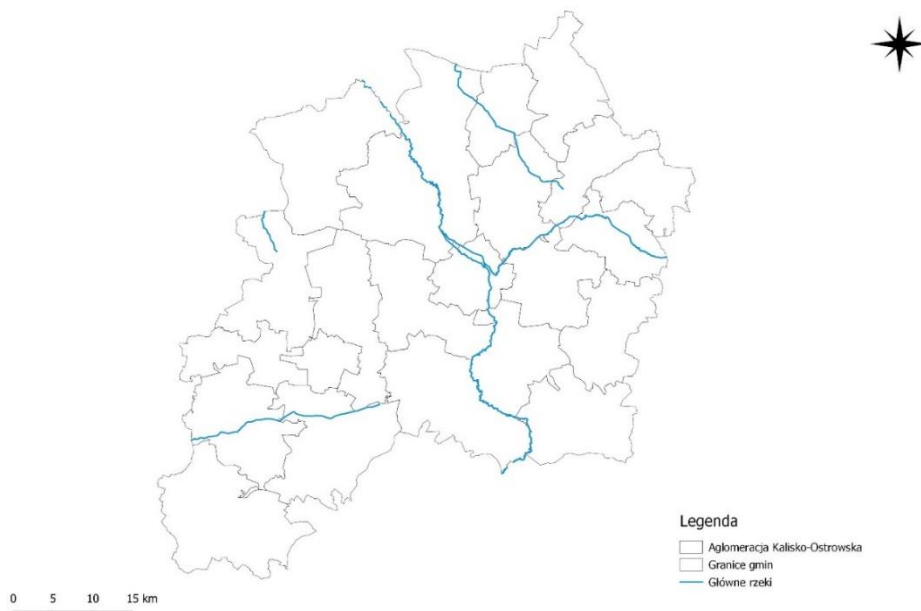 Legenda
Aglomeracja Kalisko-Ostrowska
Granice gmin
Główne rzeki
0 5 10 15 km